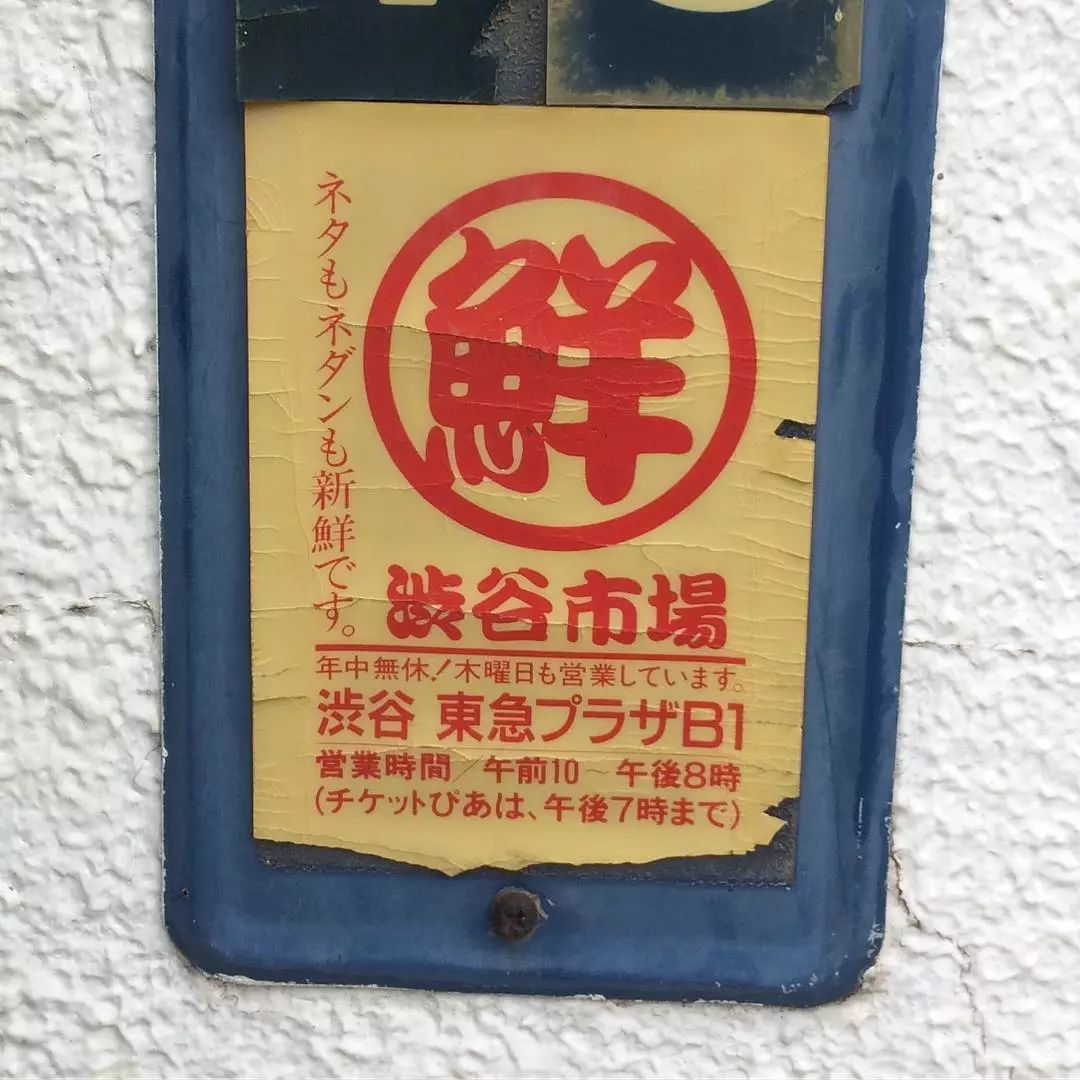 ネタもネダンも新鮮です。
鮮
渋谷市場
年中無休!木曜日も営業しています。
渋谷 東急プラザB1
営業時間 午前10〜午後8時
(チケットぴあは、午後7時まで)